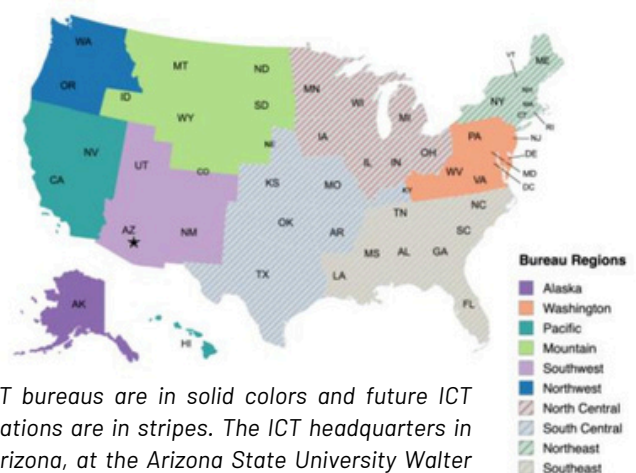 WA
OR
ID
MT
ND
SD
WY
NE
CO
NV
CA
UT
AZ
NM
MN
WI
MI
IA
IL
IN
OH
KS
MO
OK
AR
TX
KY
VT
ME
NH
MA
NY
CT
RI
PA
NJ
DE
MD
DC
WV
VA
NC
TN
SC
MS
AL
GA
LA
FL
AK
HI
Bureau Regions
Alaska
Washington
Pacific
Mountain
Southwest
Northwest
North Central
South Central
Northeast
Southeast
T bureaus are in solid colors and future ICT
ations are in stripes. The ICT headquarters in
rizona, at the Arizona State University Walter